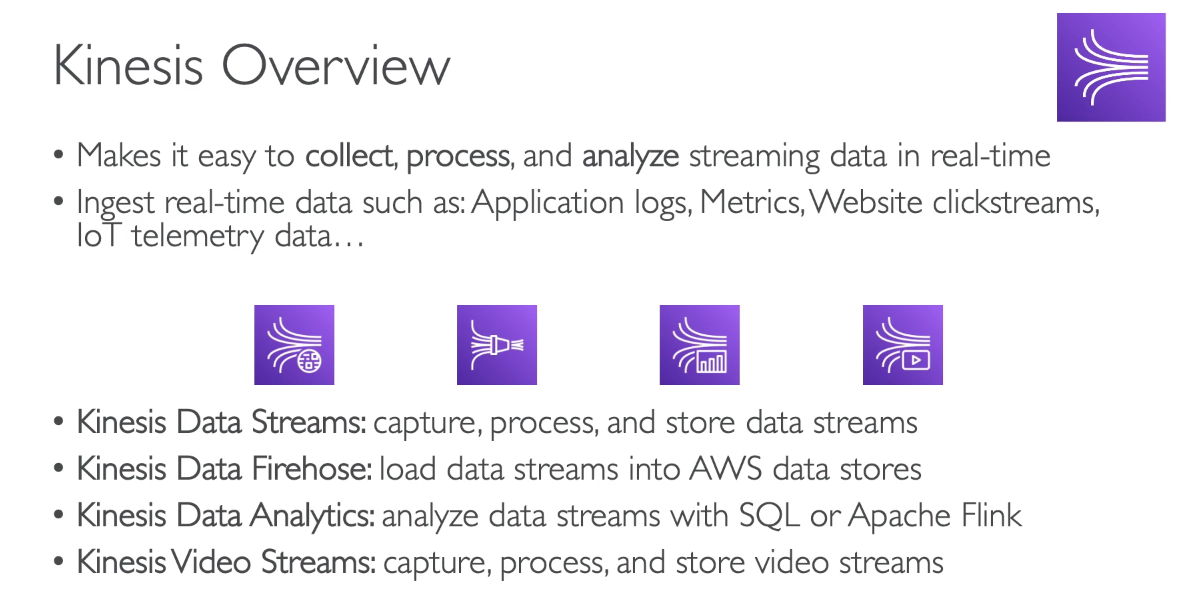 Kinesis Overview
• Makes it easy to collect, process, and analyze streaming data in real-time
• Ingest real-time data such as: Application logs, Metrics, Website clickstreams,
IoT telemetry data…
• Kinesis Data Streams: capture, process, and store data streams
• Kinesis Data Firehose: load data streams into AWS data stores
• Kinesis Data Analytics: analyze data streams with SQL or Apache Flink
• Kinesis Video Streams: capture, process, and store video streams